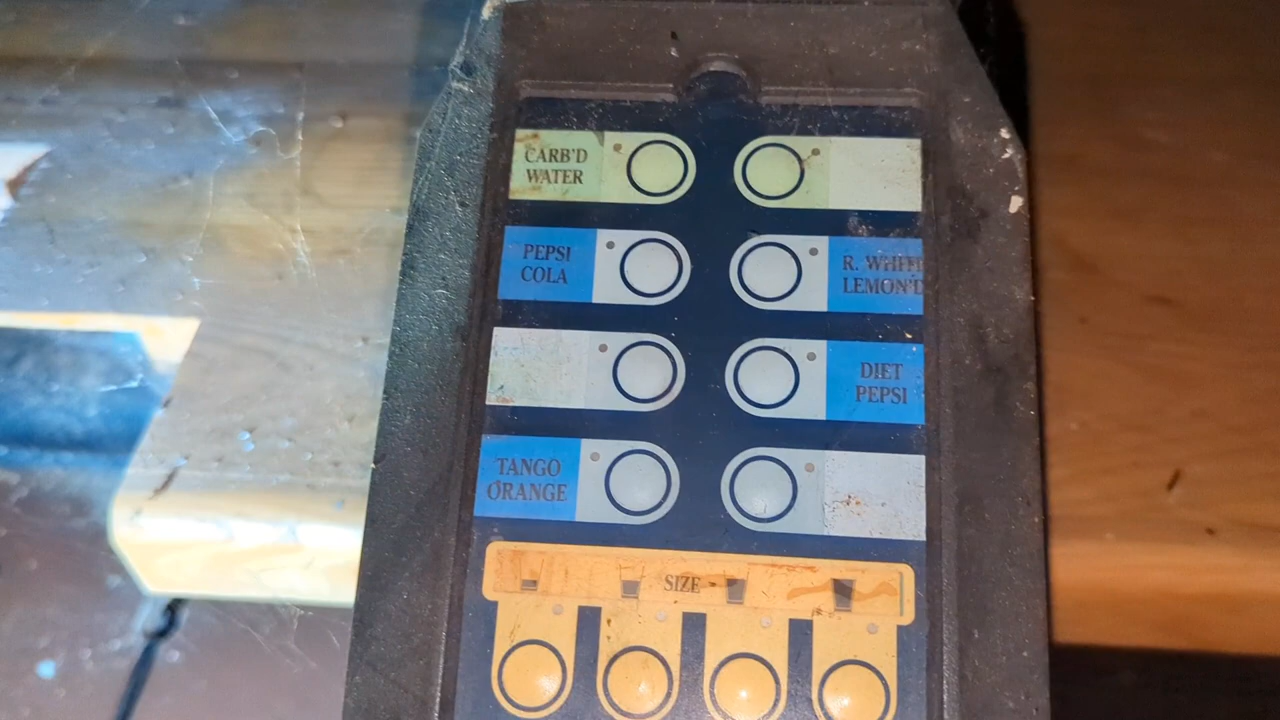 CARB'D
WATER
PEPSI
COLA
R. WHITE
LEMON'D
DIET
PEPSI
TANGO
ORANGE
SIZE